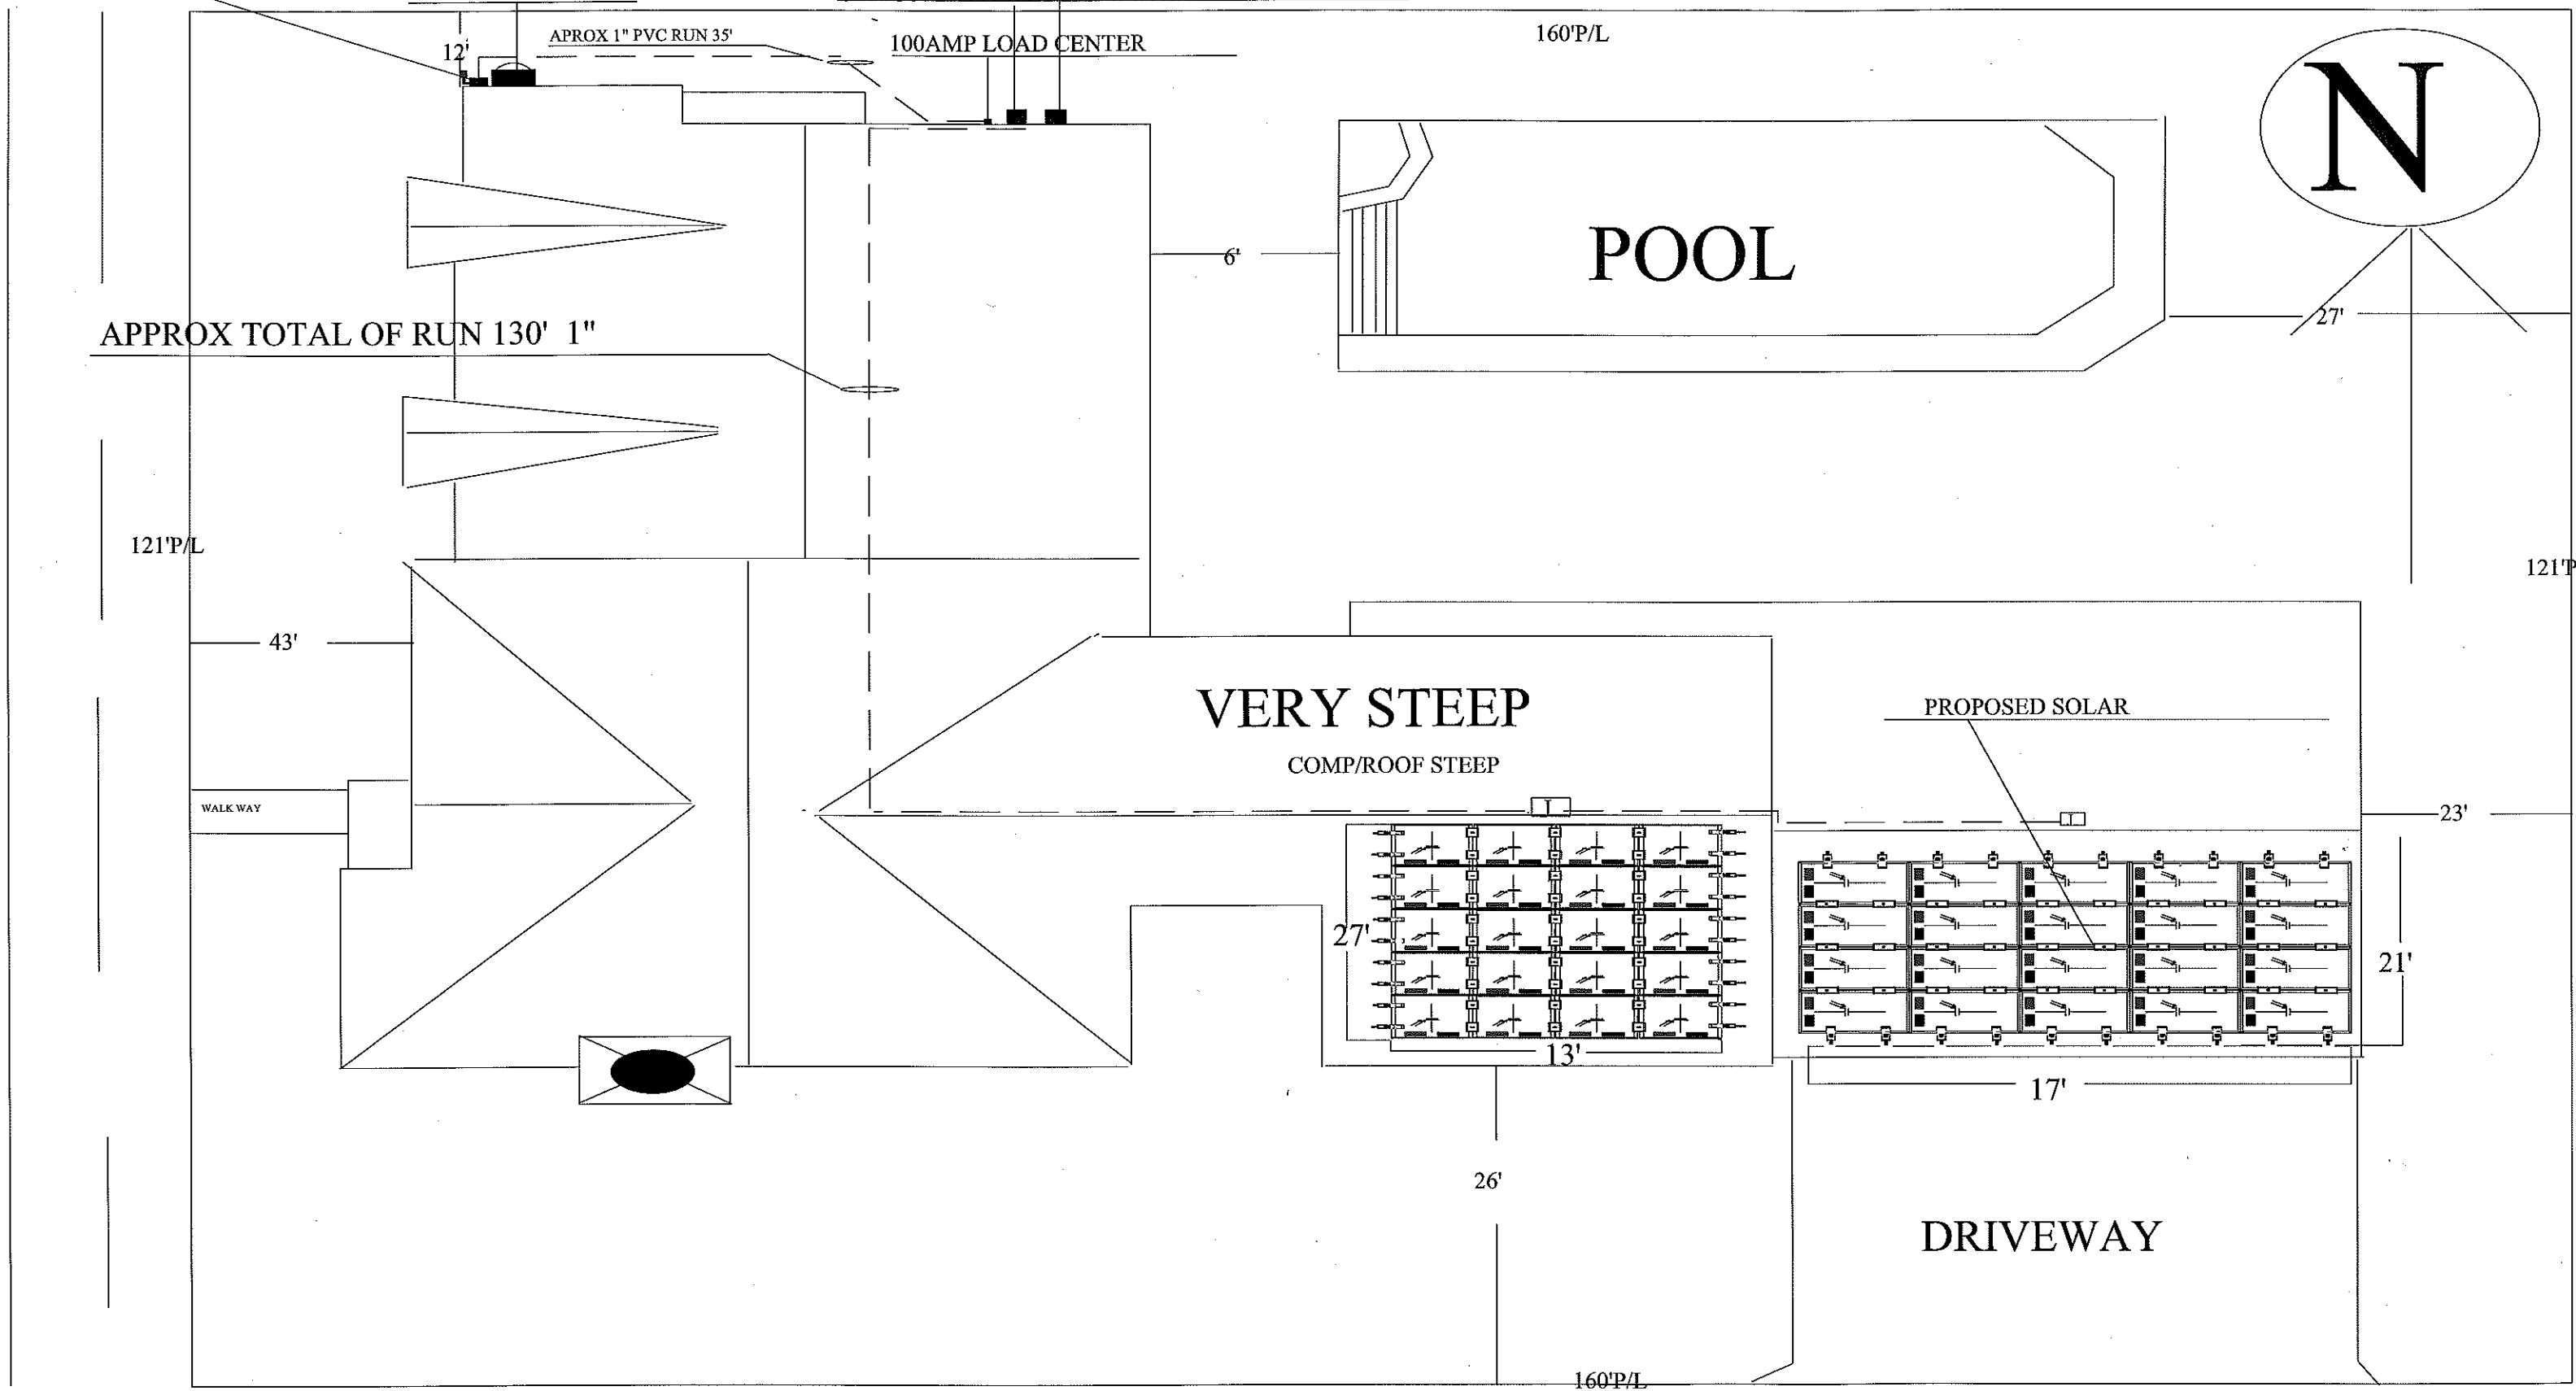 160'P/L
APROX 1" PVC RUN 35'
100AMP LOAD CENTER
12'
N
POOL
6'
27'
APPROX TOTAL OF RUN 130' 1"
121'P/L
121'P
43'
VERY STEEP
PROPOSED SOLAR
COMP/ROOF STEEP
WALK WAY
J
J
23'
27'
21'
13'
17'
26'
DRIVEWAY
160'P/L